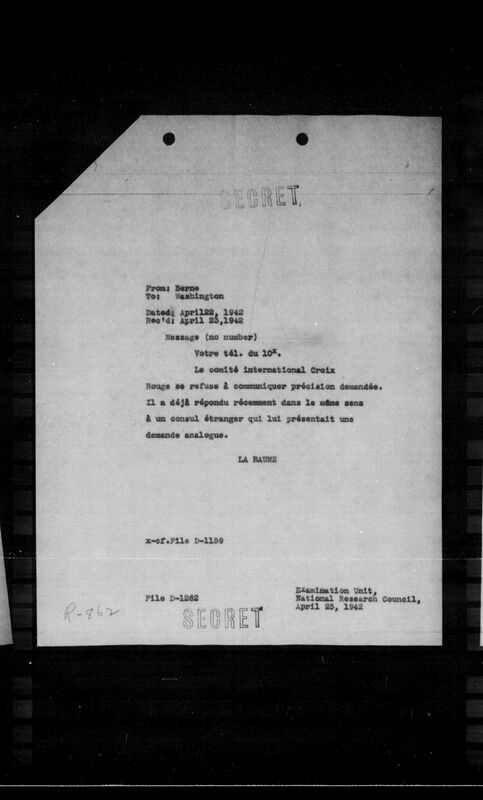 SECRET
From: Berne
To: Washington
Dated: April22, 1942
Rec'd: April 23,1942
Message (no number)
Votre tél. du 10x.
Le comité international Croix
Rouge se refuse à communiquer précision demandée.
Il a déjà répondu récemment dans le même sens
à un consul étranger qui lui présentait une
demande analogue.
LA BAUME
x-cf.File D-1159
File D-1262
Examination Unit,
National Research Council,
April 25, 1942
R-862
SECRET